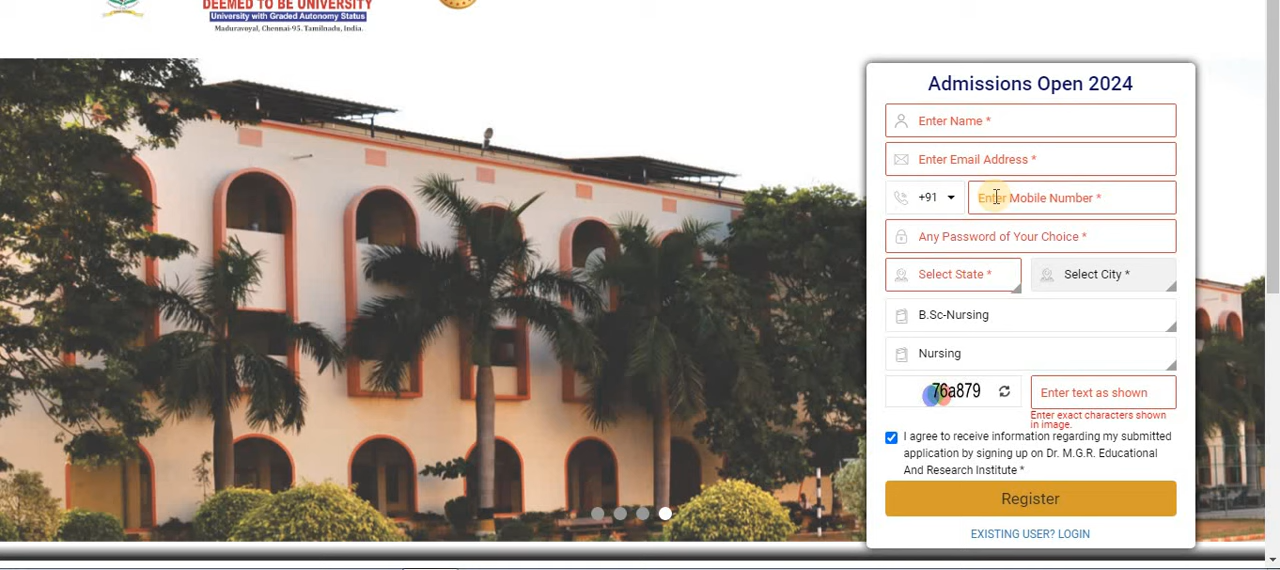 DEEMED TO BE UNIVERSITY
University with Graded Autonomy Status
Maduravoyal, Chennai-95. Tamilnadu, India.
Admissions Open 2024
Enter Name *
Enter Email Address *
+91 Enter Mobile Number *
Any Password of Your Choice *
Select State * Select City *
B.Sc-Nursing
Nursing
76a879 Enter text as shown
Enter exact characters shown
in image.
I agree to receive information regarding my submitted
application by signing up on Dr. M.G.R. Educational
And Research Institute *
Register
EXISTING USER? LOGIN